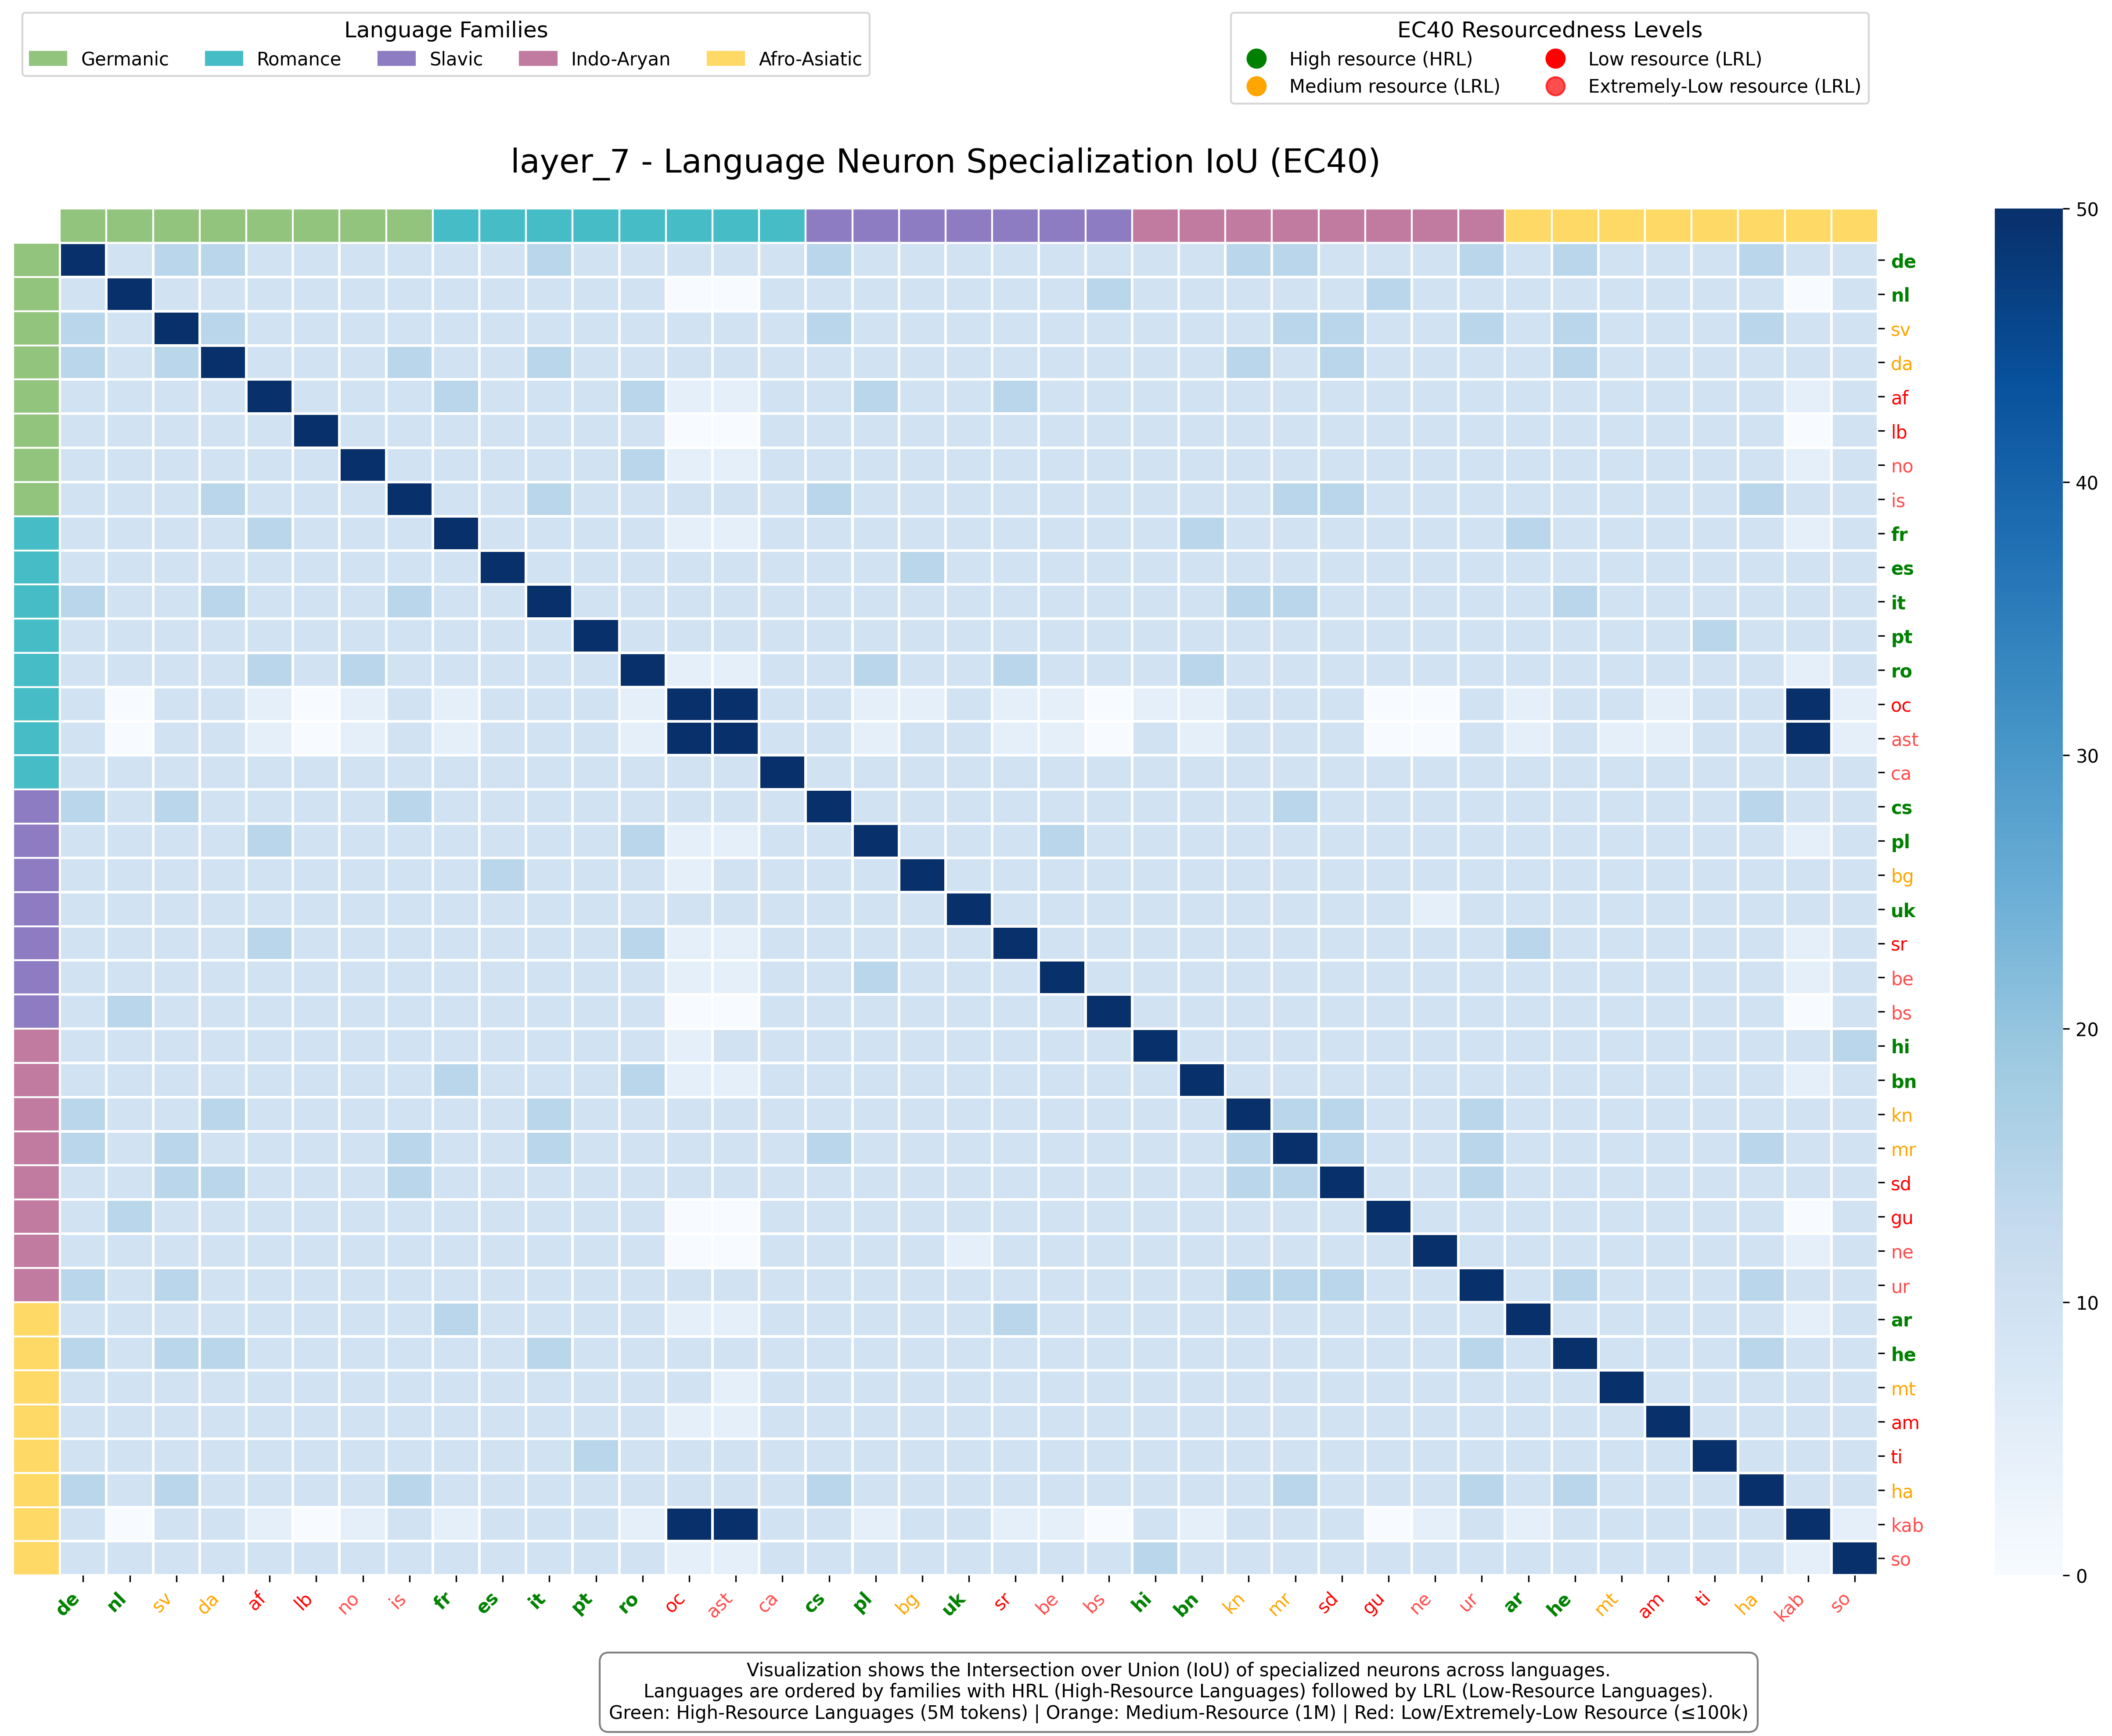 Language Families
Germanic Romance Slavic Indo-Aryan Afro-Asiatic
EC40 Resourcedness Levels
High resource (HRL) Low resource (LRL)
Medium resource (LRL) Extremely-Low resource (LRL)
layer_7 - Language Neuron Specialization IoU (EC40)
de
nl
sv
da
af
lb
no
is
fr
es
it
pt
ro
oc
ast
ca
cs
pl
bg
uk
sr
be
bs
hi
bn
kn
mr
sd
gu
ne
ur
ar
he
mt
am
ti
ha
kab
so
50
40
30
20
10
0
de nl sv da af lb no is fr es it pt ro oc ast ca cs pl bg uk sr be bs hi bn kn mr sd gu ne ur ar he mt am ti ha kab so
Visualization shows the Intersection over Union (IoU) of specialized neurons across languages.
Languages are ordered by families with HRL (High-Resource Languages) followed by LRL (Low-Resource Languages).
Green: High-Resource Languages (5M tokens) | Orange: Medium-Resource (1M) | Red: Low/Extremely-Low Resource (≤100k)